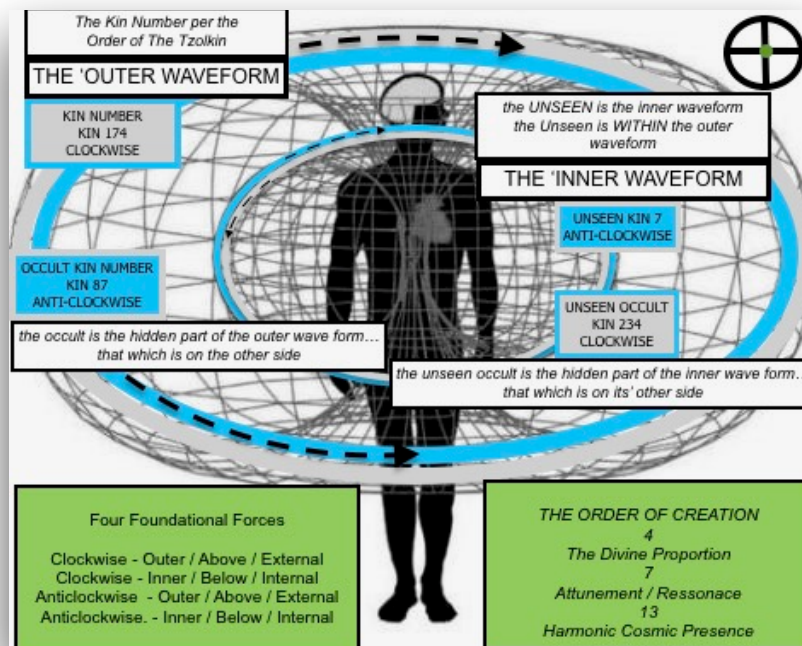 The Kin Number per the
Order of The Tzolkin
THE 'OUTER WAVEFORM
KIN NUMBER
KIN 174
CLOCKWISE
the UNSEEN is the inner waveform
the Unseen is WITHIN the outer
waveform
THE 'INNER WAVEFORM
UNSEEN KIN 7
ANTI-CLOCKWISE
OCCULT KIN NUMBER
KIN 87
ANTI-CLOCKWISE
UNSEEN OCCULT
KIN 234
CLOCKWISE
the occult is the hidden part of the outer wave form...
that which is on the other side
the unseen occult is the hidden part of the inner wave form...
that which is on its' other side
Four Foundational Forces
Clockwise - Outer / Above / External
Clockwise - Inner / Below / Internal
Anticlockwise - Outer / Above / External
Anticlockwise. - Inner / Below / Internal
THE ORDER OF CREATION
4
The Divine Proportion
7
Attunement / Ressonace
13
Harmonic Cosmic Presence